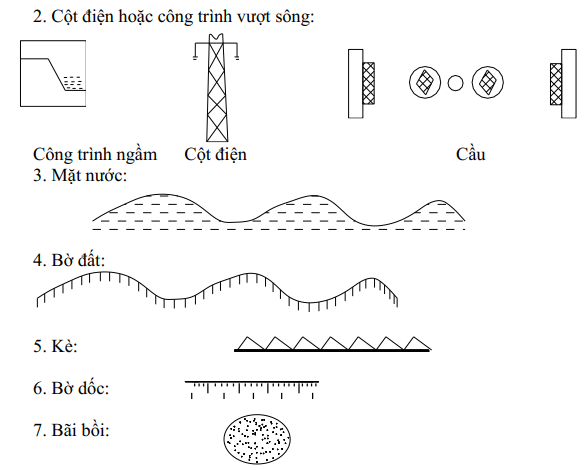 2. Cột điện hoặc công trình vượt sông:
Công trình ngầm Cột điện Cầu
3. Mặt nước:
4. Bờ đất:
5. Kè:
6. Bờ dốc:
7. Bãi bồi: